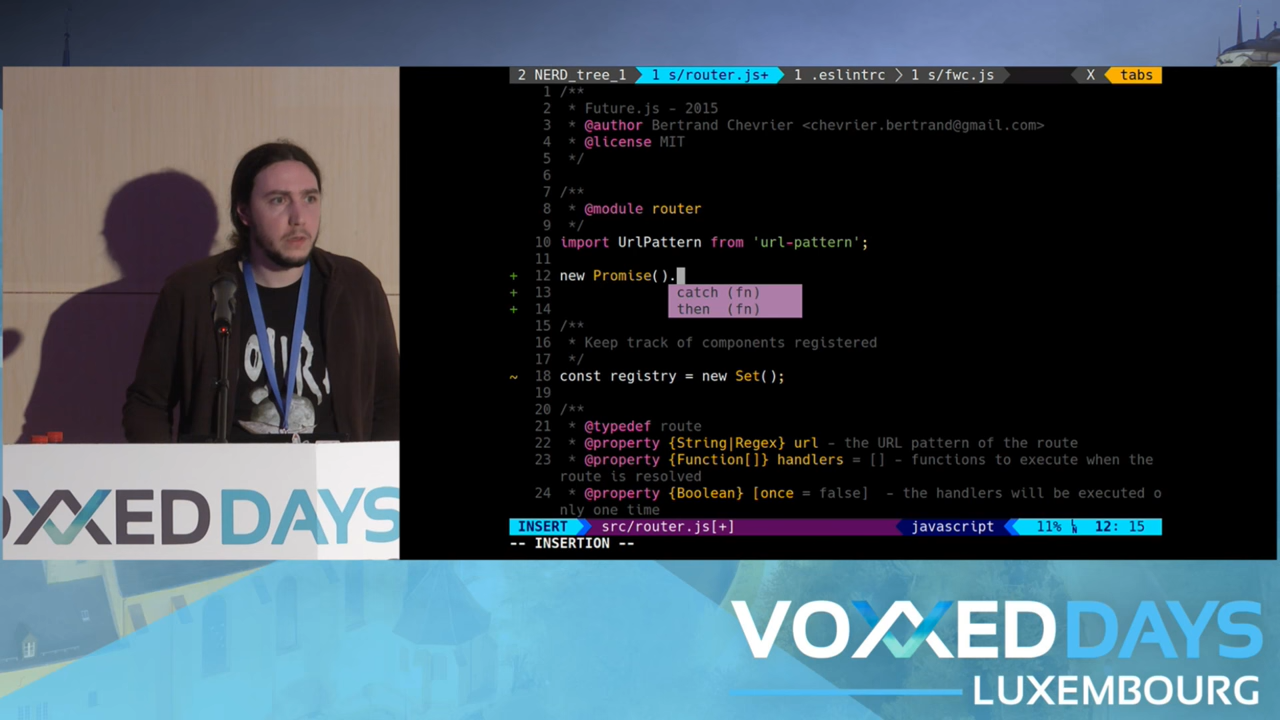 2 NERD_tree_1 1 s/router.js+ 1 .eslintrc 1 s/fwc.js X tabs
1 /**
2 * Future.js - 2015
3 * @author Bertrand Chevrier <chevrier.bertrand@gmail.com>
4 * @license MIT
5 */
6
7 /**
8 * @module router
9 */
10 import UrlPattern from 'url-pattern';
11
+ 12 new Promise().
+ 13 catch (fn)
+ 14 then (fn)
15 /**
16 * Keep track of components registered
17 */
~ 18 const registry = new Set();
19
20 /**
21 * @typedef route
22 * @property {String|Regex} url - the URL pattern of the route
23 * @property {Function[]} handlers = [] - functions to execute when the
route is resolved
24 * @property {Boolean} [once = false] - the handlers will be executed o
nly one time
INSERT src/router.js[+] javascript 11% 12: 15
-- INSERTION --
VOXXED DAYS
VOXXED DAYS
LUXEMBOURG